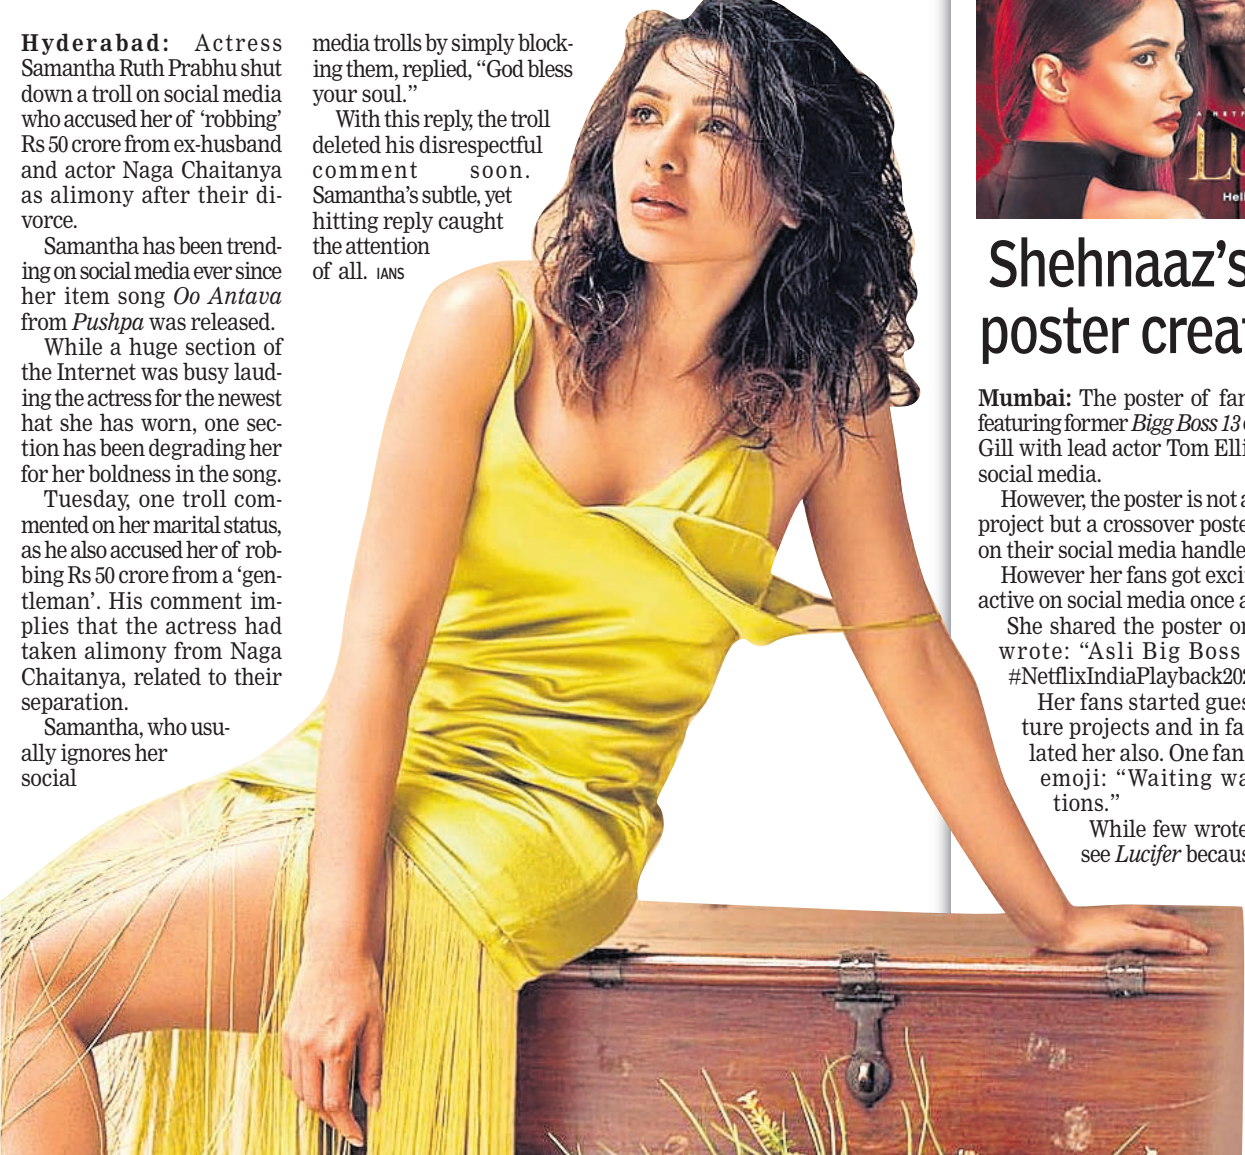 Hyderabad: Actress
Samantha Ruth Prabhu shut
down a troll on social media
who accused her of ‘robbing’
Rs 50 crore from ex-husband
and actor Naga Chaitanya
as alimony after their di-
vorce.
Samantha has been trend-
ing on social media ever since
her item song Oo Antava
from Pushpa was released.
While a huge section of
the Internet was busy laud-
ing the actress for the newest
hat she has worn, one sec-
tion has been degrading her
for her boldness in the song.
Tuesday, one troll com-
mented on her marital status,
as he also accused her of rob-
bing Rs 50 crore from a ‘gen-
tleman’. His comment im-
plies that the actress had
taken alimony from Naga
Chaitanya, related to their
separation.
Samantha, who usu-
ally ignores her
social
media trolls by simply block-
ing them, replied, “God bless
your soul.”
With this reply, the troll
deleted his disrespectful
comment soon.
Samantha’s subtle, yet
hitting reply caught
the attention
of all. IANS
Shehnaaz’s
poster crea
Mumbai: The poster of fan
featuring former Bigg Boss 13
Gill with lead actor Tom Elli
social media.
However, the poster is not a
project but a crossover poste
on their social media handle
However her fans got exci
active on social media once a
She shared the poster on
wrote: “Asli Big Boss
#NetflixIndiaPlayback202
Her fans started gues
ture projects and in fa
lated her also. One fan
emoji: “Waiting wa
tions.”
While few wrote
see Lucifer becaus